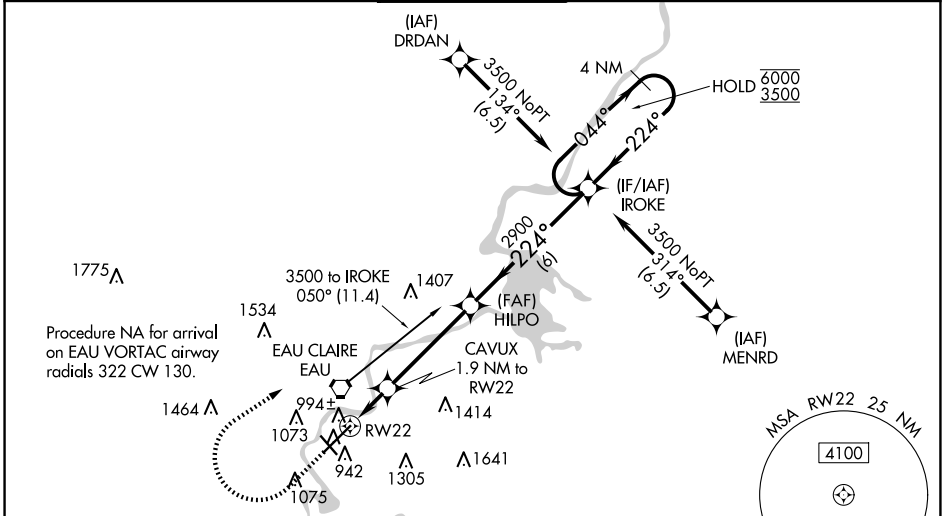 (IAF)
DRDAN
3500 NoPT
134°
(6.5)
4 NM
HOLD 6000
3500
044°
224°
(IF/IAF)
IROKE
2900
224°
(6)
3500 NoPT
314°
(6.5)
(IAF)
MENRD
1775
3500 to IROKE
050° (11.4)
1407
(FAF)
HILPO
1534
Procedure NA for arrival
on EAU VORTAC airway
radials 322 CW 130.
EAU CLAIRE
EAU
CAVUX
1.9 NM to
RW22
1464
994±
1073
RW22
1414
942
1305
1641
1075
MSA RW22 25 NM
4100